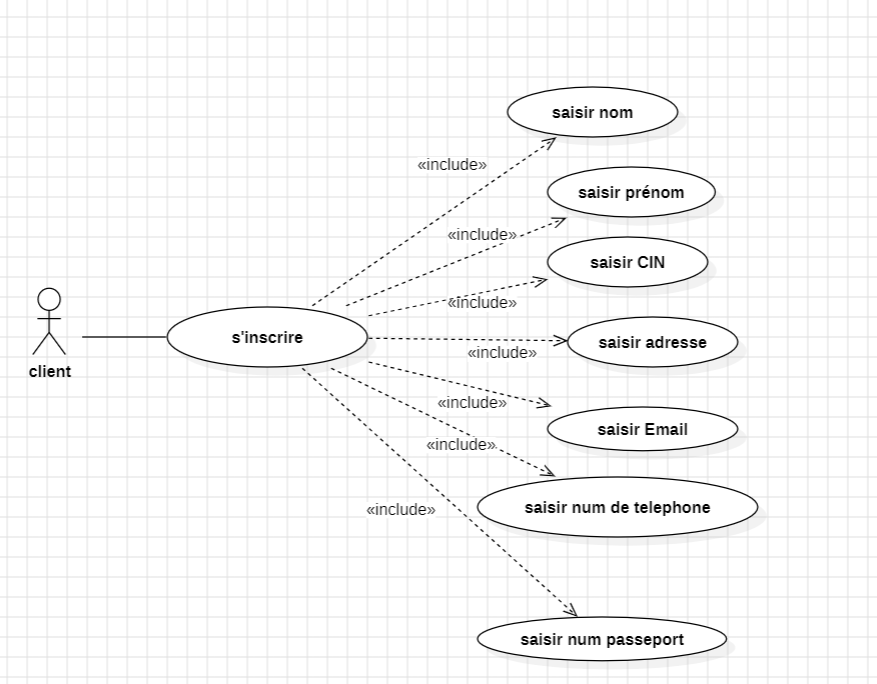 saisir nom
«include»
saisir prénom
«include»
saisir CIN
«include»
s'inscrire
saisir adresse
«include»
client
«include»
saisir Email
«include»
saisir num de telephone
«include»
saisir num passeport